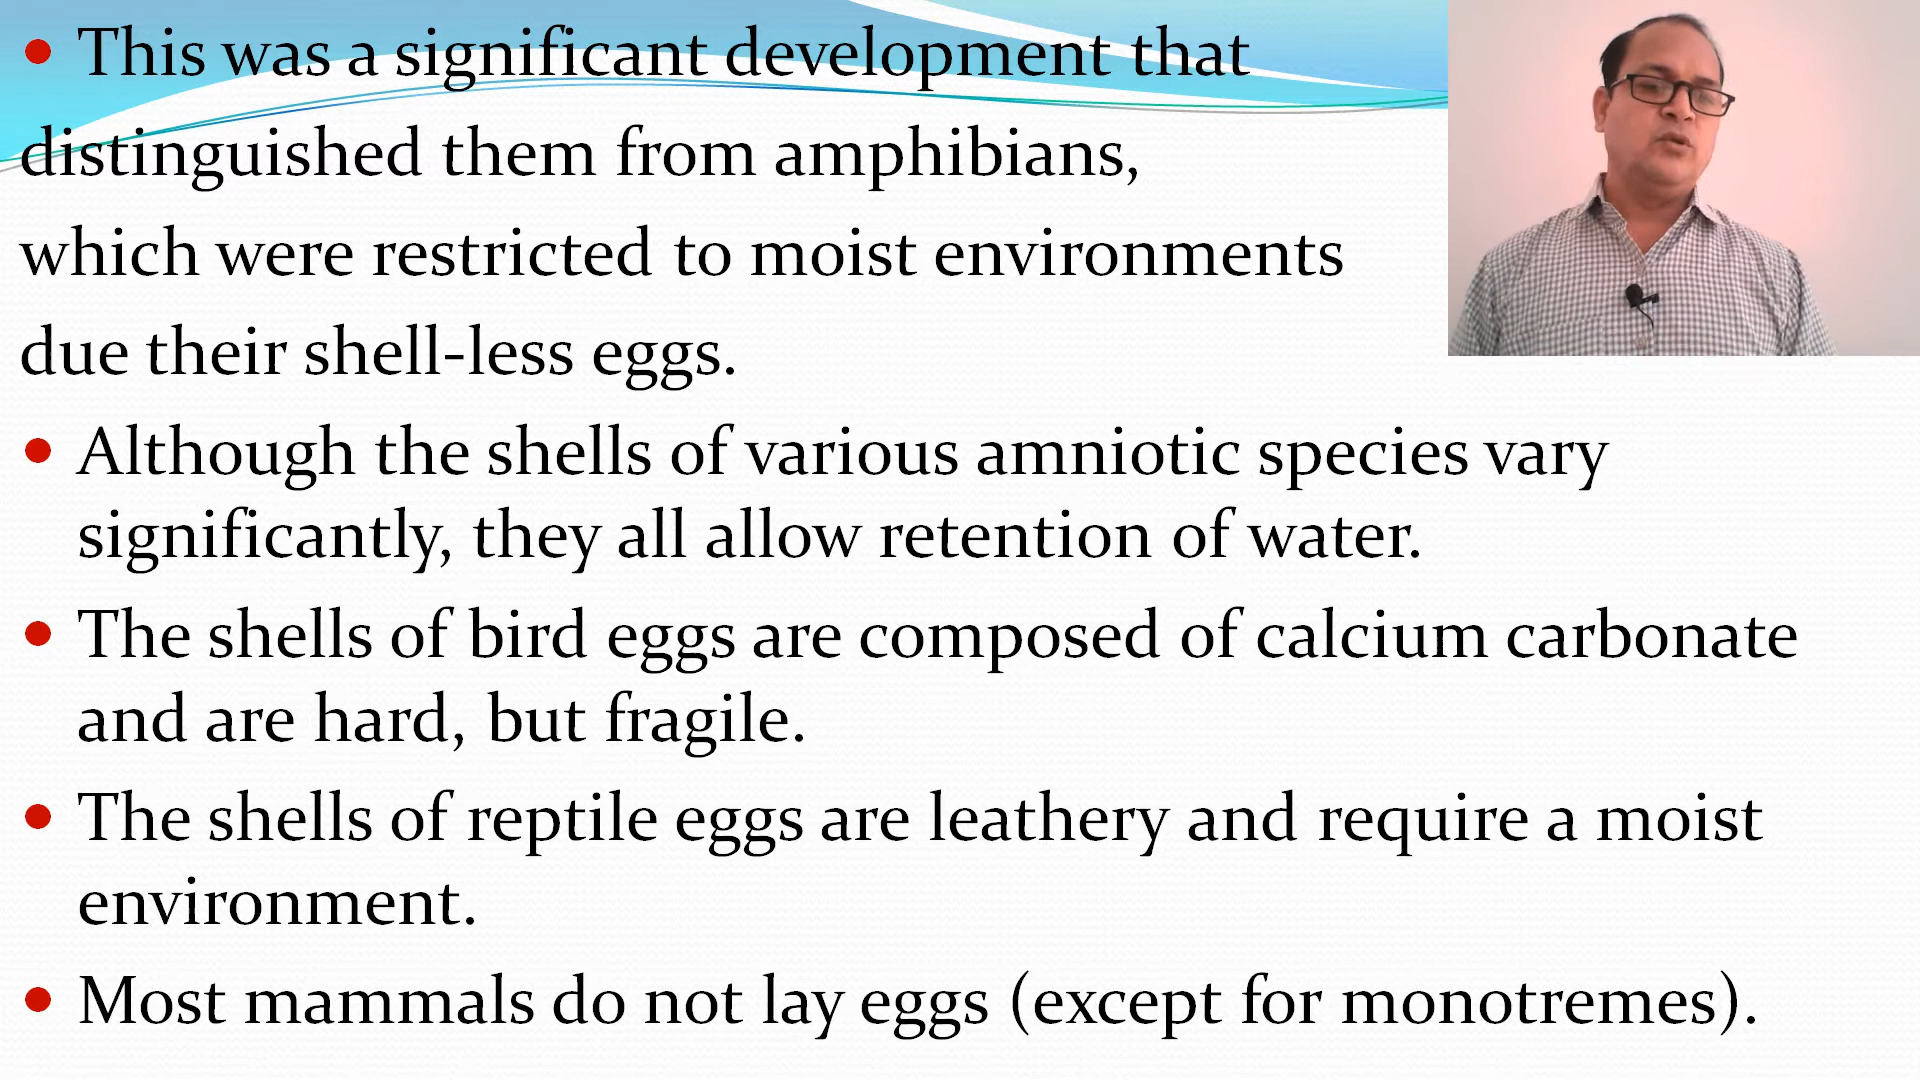 • This was a significant development that
distinguished them from amphibians,
which were restricted to moist environments
due their shell-less eggs.
• Although the shells of various amniotic species vary
significantly, they all allow retention of water.
• The shells of bird eggs are composed of calcium carbonate
and are hard, but fragile.
• The shells of reptile eggs are leathery and require a moist
environment.
• Most mammals do not lay eggs (except for monotremes).